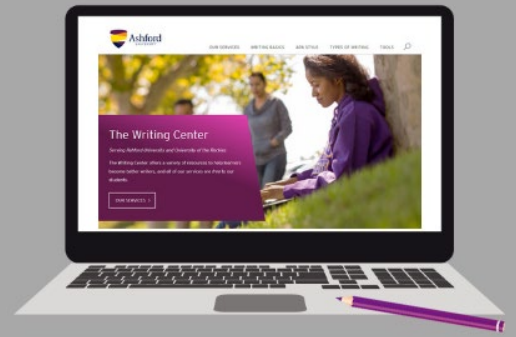 Ashford
OUR SERVICES WRITING BASICS APA STYLE TYPES OF WRITING TOOLS
The Writing Center
Serving Ashford University and University of the Rockies
The Writing Center offers a variety of resources to help learners
become better writers, and all of our services are free to our
students.
OUR SERVICES >